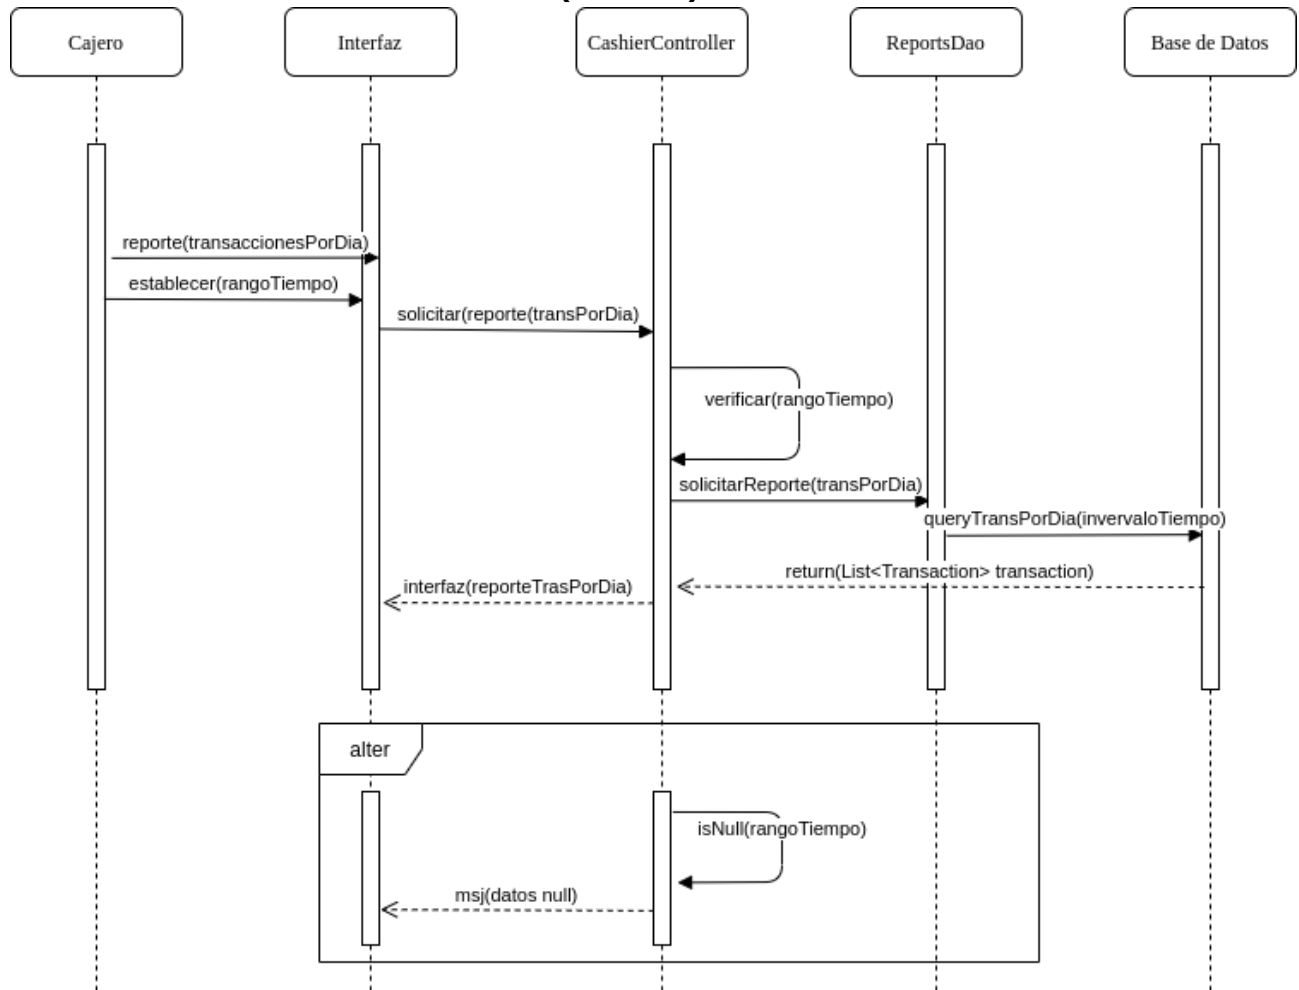 Cajero
Interfaz
CashierController
ReportsDao
Base de Datos
reporte(transaccionesPorDia)
establecer(rangoTiempo)
solicitar(reporte(transPorDia)
verificar(rangoTiempo)
solicitarReporte(transPorDia)
queryTransPorDia(invervaloTiempo)
return(List<Transaction> transaction)
interfaz(reporteTrasPorDia)
alter
isNull(rangoTiempo)
msj(datos null)